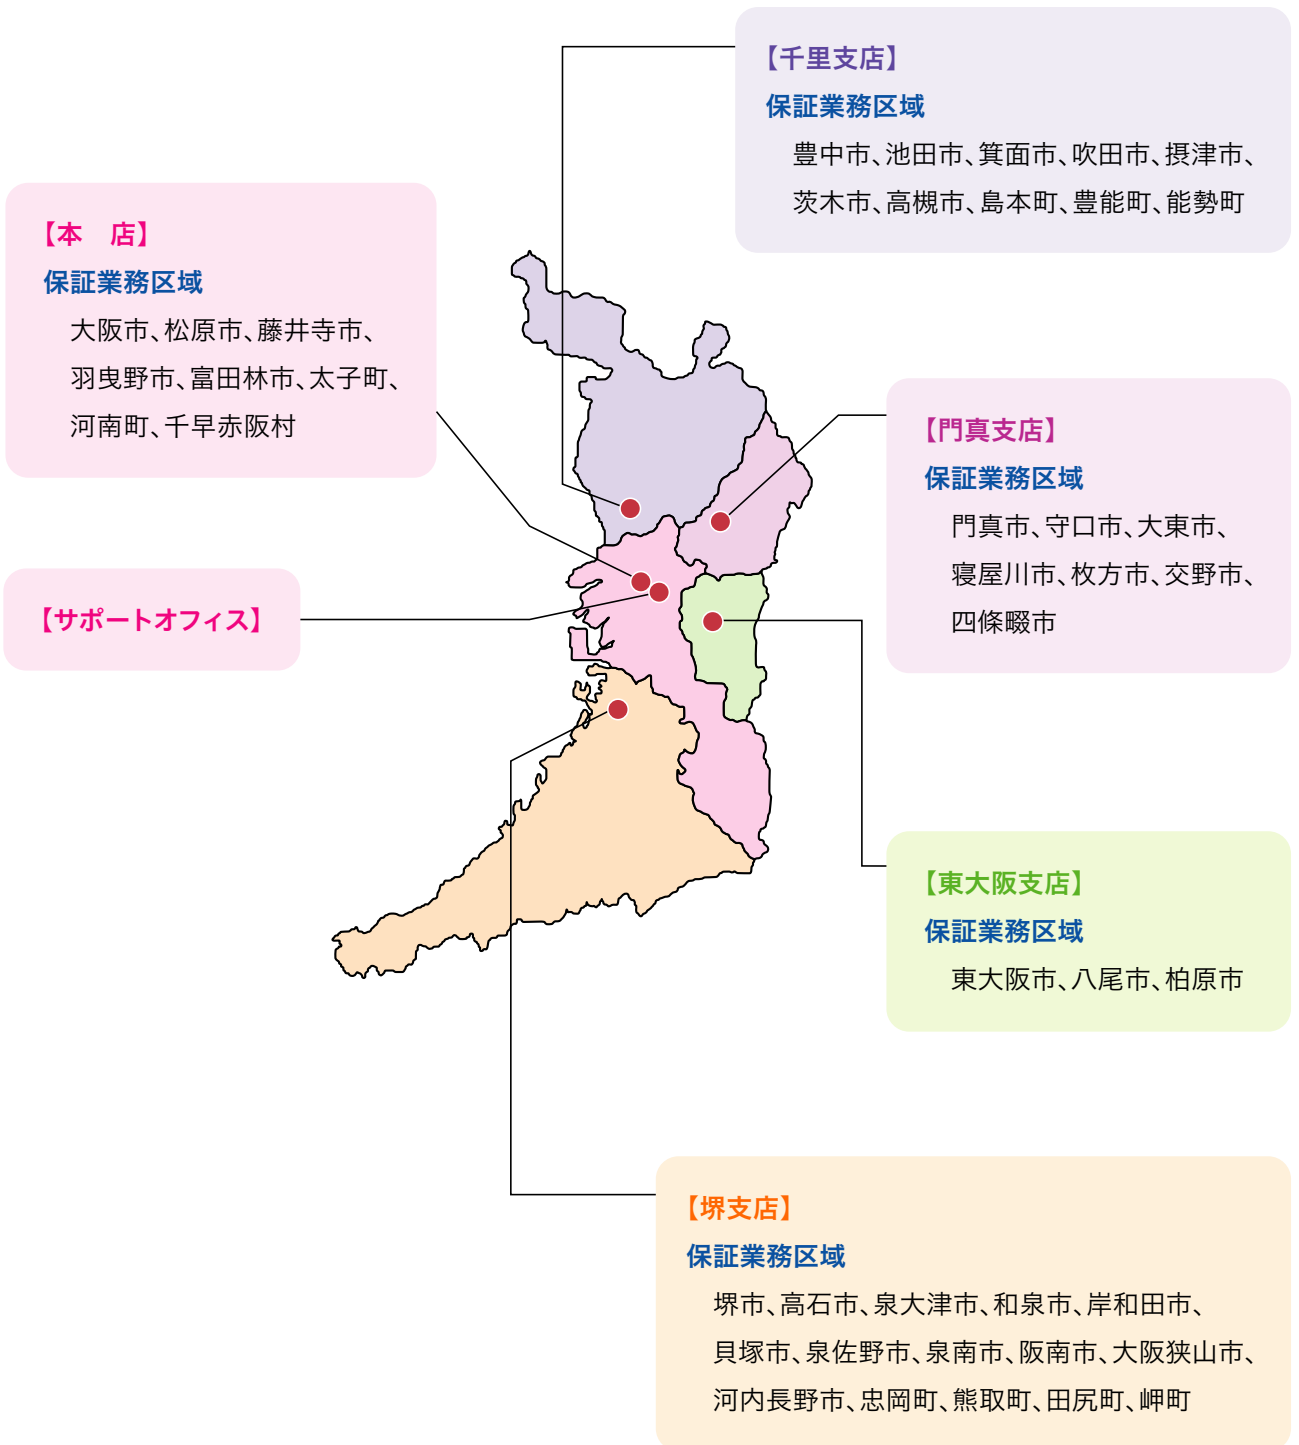 【千里支店】
保証業務区域
豊中市、池田市、箕面市、吹田市、摂津市、
茨木市、高槻市、島本町、豊能町、能勢町
【本　店】
保証業務区域
大阪市、松原市、藤井寺市、
羽曳野市、富田林市、太子町、
河南町、千早赤阪村
【門真支店】
保証業務区域
門真市、守口市、大東市、
寝屋川市、枚方市、交野市、
四條畷市
【サポートオフィス】
【東大阪支店】
保証業務区域
東大阪市、八尾市、柏原市
【堺支店】
保証業務区域
堺市、高石市、泉大津市、和泉市、岸和田市、
貝塚市、泉佐野市、泉南市、阪南市、大阪狭山市、
河内長野市、忠岡町、熊取町、田尻町、岬町